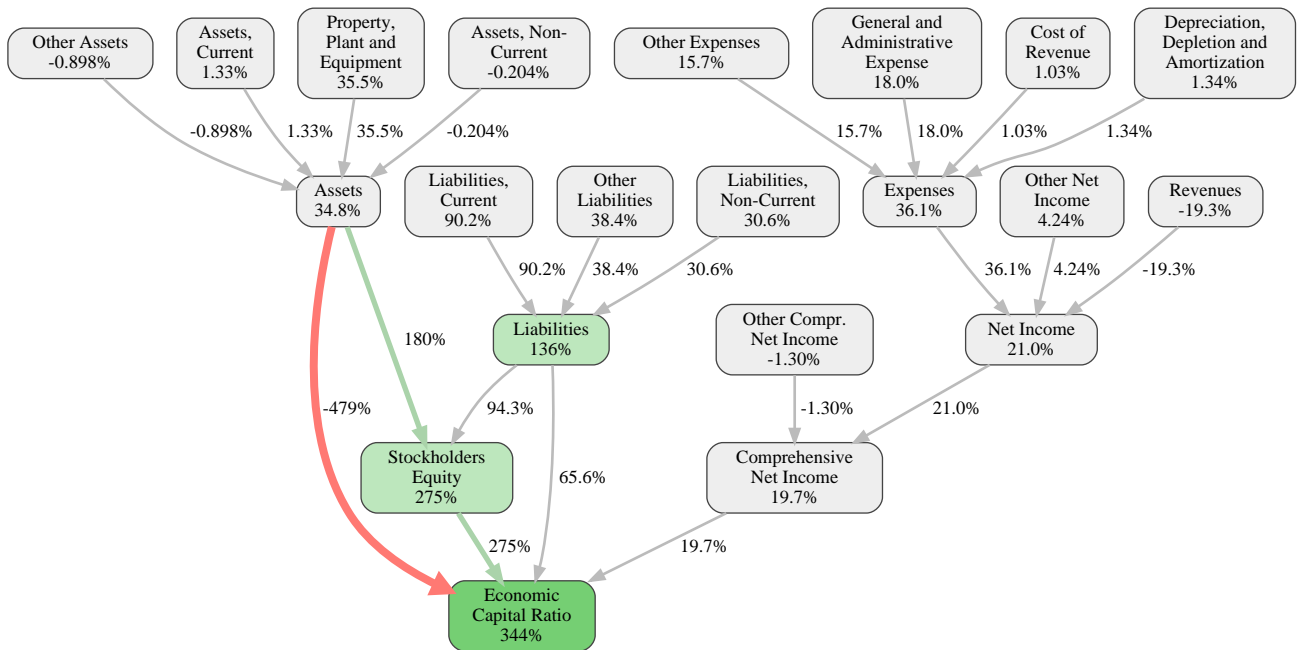 Other Assets
-0.898%
Assets,
Current
1.33%
Property,
Plant and
Equipment
35.5%
Assets, Non-
Current
-0.204%
Other Expenses
15.7%
General and
Administrative
Expense
18.0%
Cost of
Revenue
1.03%
Depreciation,
Depletion and
Amortization
1.34%
-0.898%
1.33%
35.5%
-0.204%
15.7%
18.0%
1.03%
1.34%
Assets
34.8%
Liabilities,
Current
90.2%
Other
Liabilities
38.4%
Liabilities,
Non-Current
30.6%
Expenses
36.1%
Other Net
Income
4.24%
Revenues
-19.3%
90.2%
38.4%
30.6%
36.1%
4.24%
-19.3%
180%
Liabilities
136%
Other Compr.
Net Income
-1.30%
Net Income
21.0%
-479%
94.3%
-1.30%
21.0%
Stockholders
Equity
275%
65.6%
Comprehensive
Net Income
19.7%
275%
19.7%
Economic
Capital Ratio
344%